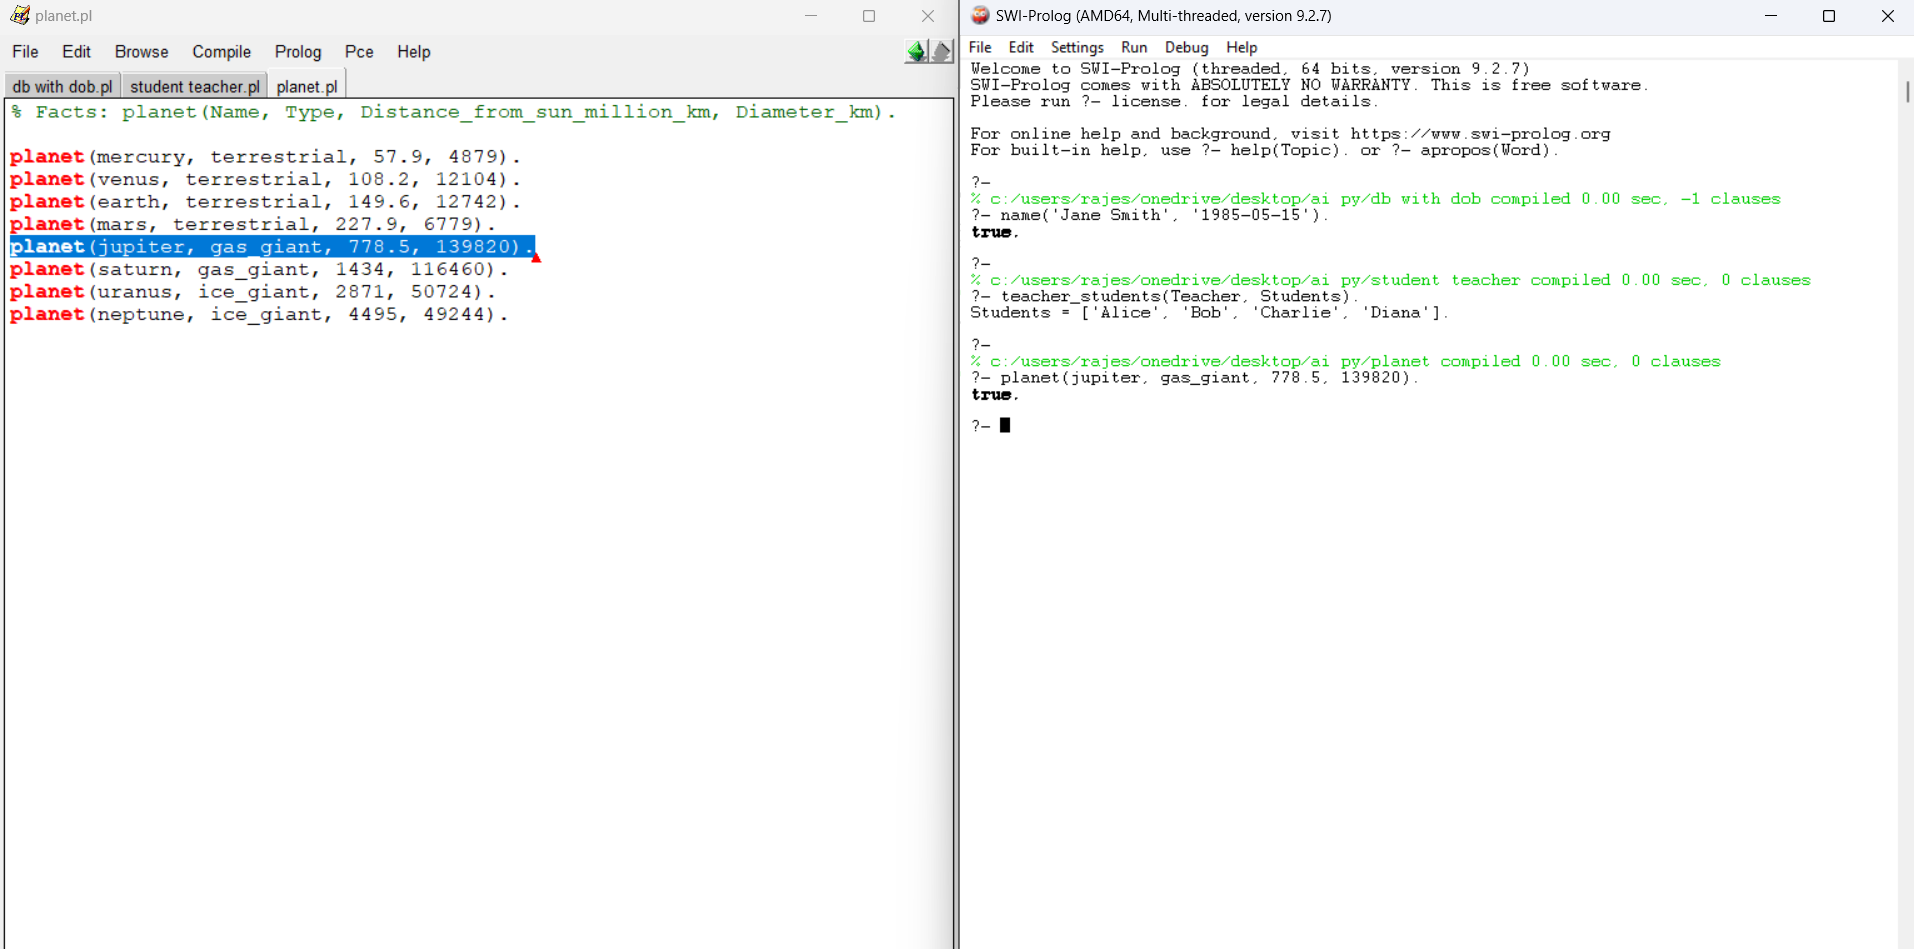 planet.pl
File Edit Browse Compile Prolog Pce Help
db with dob.pl student teacher.pl planet.pl
% Facts: planet(Name, Type, Distance_from_sun_million_km, Diameter_km).
planet(mercury, terrestrial, 57.9, 4879).
planet(venus, terrestrial, 108.2, 12104).
planet(earth, terrestrial, 149.6, 12742).
planet(mars, terrestrial, 227.9, 6779).
planet(jupiter, gas_giant, 778.5, 139820).
planet(saturn, gas_giant, 1434, 116460).
planet(uranus, ice_giant, 2871, 50724).
planet(neptune, ice_giant, 4495, 49244).
SWI-Prolog (AMD64, Multi-threaded, version 9.2.7)
File Edit Settings Run Debug Help
Welcome to SWI-Prolog (threaded, 64 bits, version 9.2.7)
SWI-Prolog comes with ABSOLUTELY NO WARRANTY. This is free software.
Please run ?- license. for legal details.
For online help and background, visit https://www.swi-prolog.org
For built-in help, use ?- help(Topic). or ?- apropos(Word).
?-
% c:/users/rajes/onedrive/desktop/ai py/db with dob compiled 0.00 sec, -1 clauses
?- name('Jane Smith', '1985-05-15').
true.
?-
% c:/users/rajes/onedrive/desktop/ai py/student teacher compiled 0.00 sec, 0 clauses
?- teacher_students(Teacher, Students).
Students = ['Alice', 'Bob', 'Charlie', 'Diana'].
?-
% c:/users/rajes/onedrive/desktop/ai py/planet compiled 0.00 sec, 0 clauses
?- planet(jupiter, gas_giant, 778.5, 139820).
true.
?-